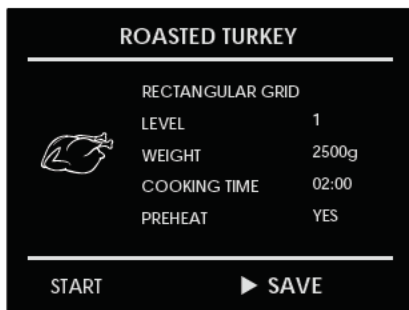 ROASTED TURKEY
RECTANGULAR GRID
LEVEL 1
WEIGHT 2500g
COOKING TIME 02:00
PREHEAT YES
START ▶ SAVE